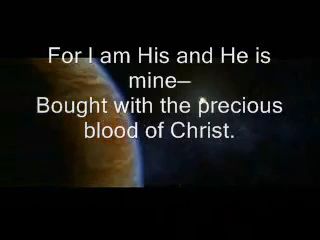 For I am His and He is
mine—
Bought with the precious
blood of Christ.